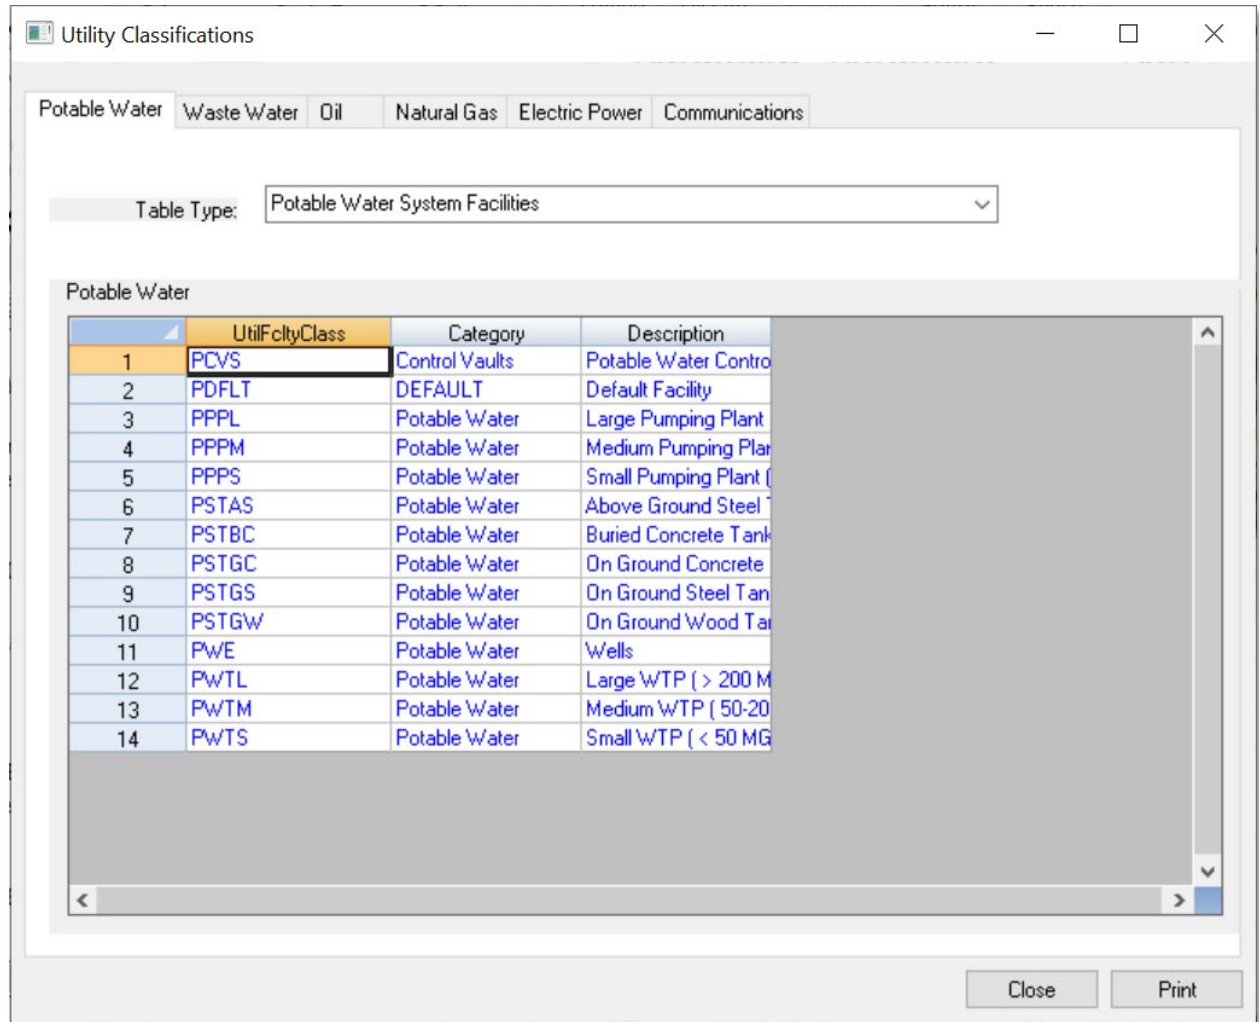 Utility Classifications
Potable Water Waste Water Oil Natural Gas Electric Power Communications
Table Type: Potable Water System Facilities
Potable Water
UtilFcltyClass Category Description
1 PCVS Control Vaults Potable Water Contro
2 PDFLT DEFAULT Default Facility
3 PPPL Potable Water Large Pumping Plant
4 PPPM Potable Water Medium Pumping Plan
5 PPPS Potable Water Small Pumping Plant (
6 PSTAS Potable Water Above Ground Steel
7 PSTBC Potable Water Buried Concrete Tank
8 PSTGC Potable Water On Ground Concrete
9 PSTGS Potable Water On Ground Steel Tan
10 PSTGW Potable Water On Ground Wood Tan
11 PWE Potable Water Wells
12 PWTL Potable Water Large WTP ( > 200 M
13 PWTM Potable Water Medium WTP ( 50-20
14 PWTS Potable Water Small WTP ( < 50 MG
Close Print